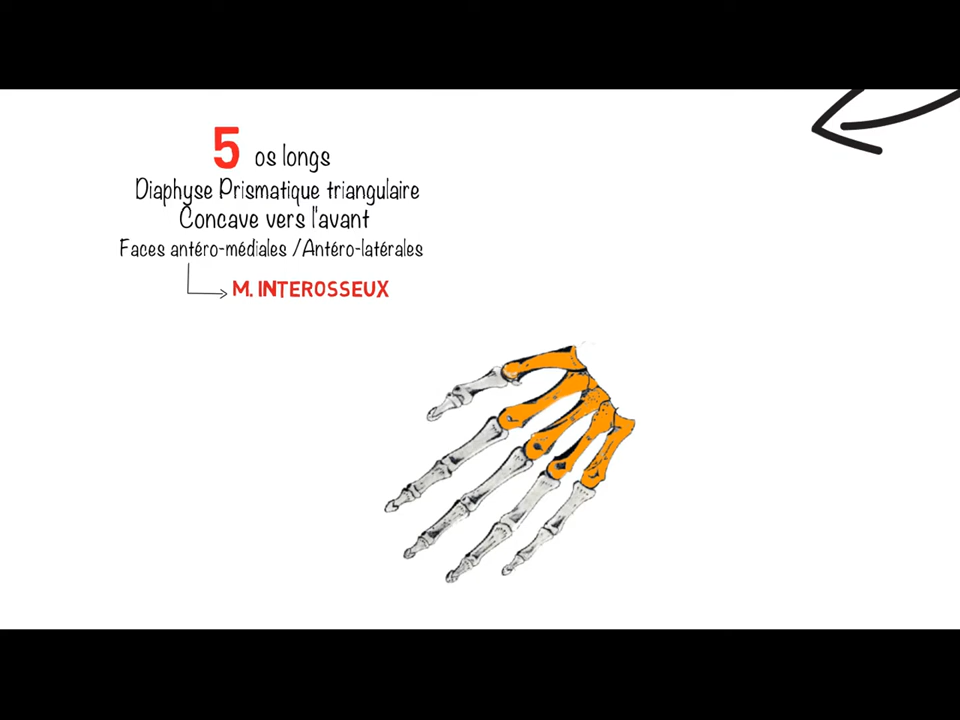 5 os longs
Diaphyse Prismatique triangulaire
Concave vers l'avant
Faces antéro-médiales /Antéro-latérales
M. INTEROSSEUX